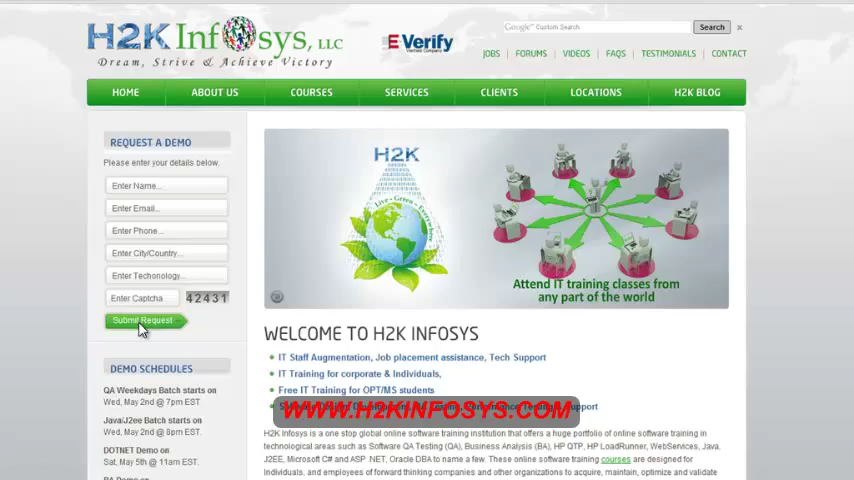 H2K Infosys, LLC
Dream, Strive & Achieve Victory
E Verify
Google Custom Search
Search
JOBS | FORUMS | VIDEOS | FAQS | TESTIMONIALS | CONTACT
HOME ABOUT US COURSES SERVICES CLIENTS LOCATIONS H2K BLOG
REQUEST A DEMO
Please enter your details below.
Enter Name...
Enter Email...
Enter Phone...
Enter City/Country...
Enter Techonology...
Enter Captcha 42431
Submit Request
DEMO SCHEDULES
QA Weekdays Batch starts on
Wed, May 2nd @ 7pm EST
Java/J2ee Batch starts on
Wed, May 2nd @ 8pm EST.
DOTNET Demo on
Sat, May 5th @ 11am EST.
H2K
Live - Green - Everywhere
Attend IT training classes from
any part of the world
WELCOME TO H2K INFOSYS
IT Staff Augmentation, Job placement assistance, Tech Support
IT Training for corporate & Individuals,
Free IT Training for OPT/MS students
WWW.H2KINFOSYS.COM
H2K Infosys is a one stop global online software training institution that offers a huge portfolio of online software training in
technological areas such as Software QA Testing (QA), Business Analysis (BA), HP QTP, HP LoadRunner, WebServices, Java,
J2EE, Microsoft C# and ASP .NET, Oracle DBA to name a few. These online software training courses are designed for
Individuals, and employees of forward thinking companies and other organizations to acquire, maintain, optimize and validate